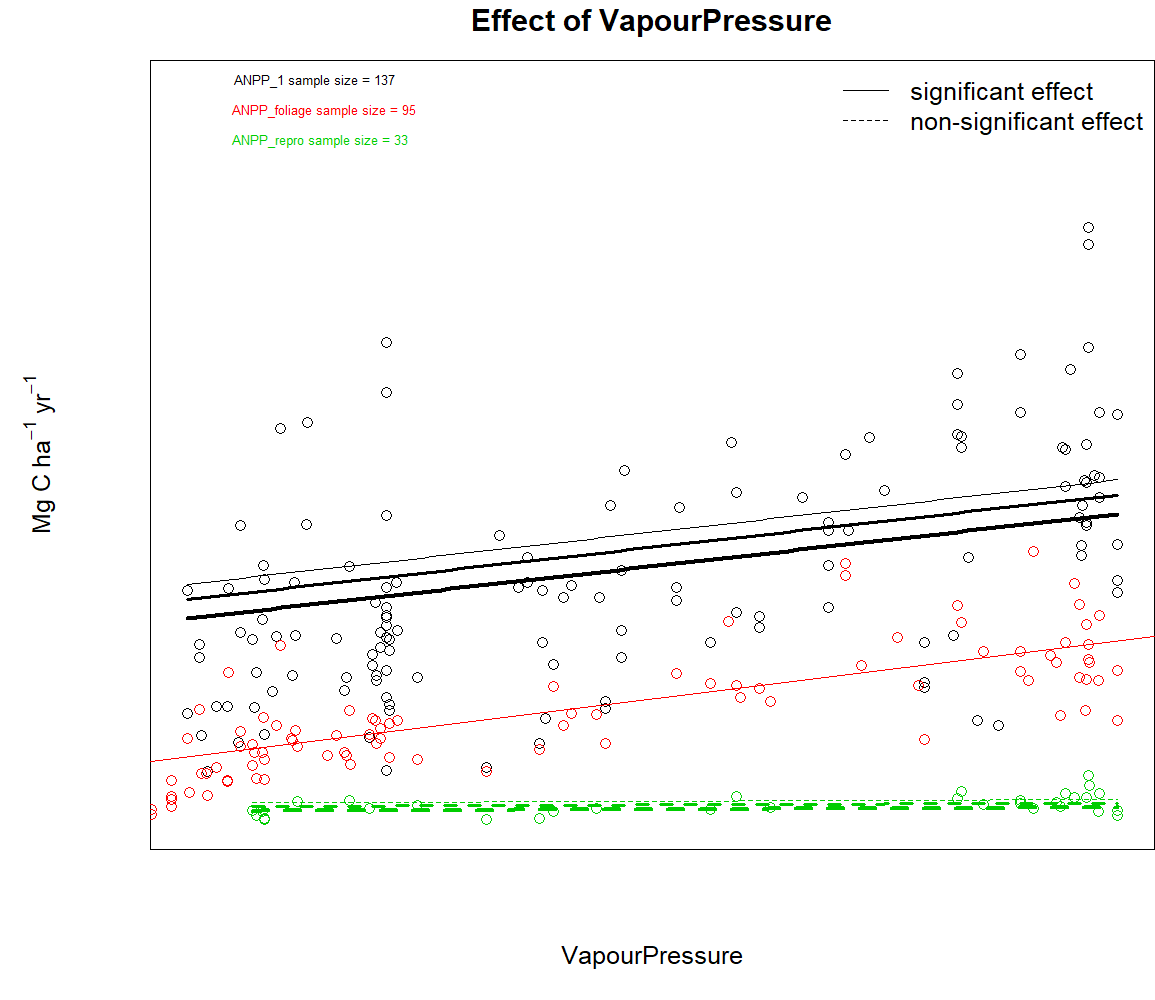 Effect of VapourPressure
ANPP_1 sample size = 137
ANPP_foliage sample size = 95
ANPP_repro sample size = 33
significant effect
non-significant effect
Mg C ha⁻¹ yr⁻¹
VapourPressure